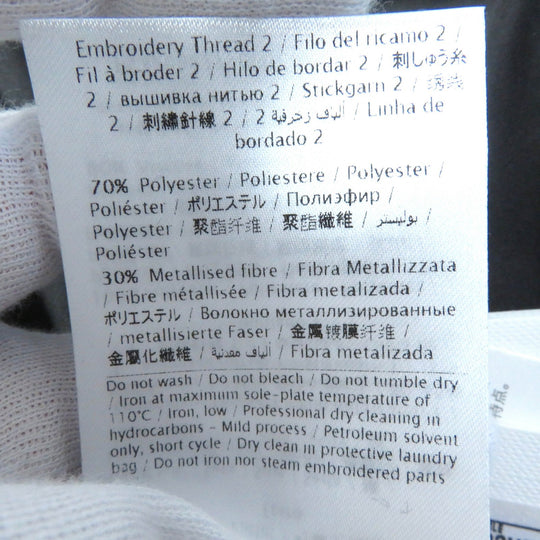 Embroidery Thread 2 / Filo del ricamo 2 /
Fil à broder 2 / Hilo de bordar 2 / 刺しゅう糸
2 / вышивка нитью 2 / Stickgarn 2 / 绣线
2 / 刺繡針線 2 / ألياف زخرفية 2 / Linha de
bordado 2
70% Polyester / Poliestere / Polyester /
Poliéster / ポリエステル / Полиэфир /
Polyester / 聚酯纤维 / 聚酯纖維 / بوليستر /
Poliéster
30% Metallised fibre / Fibra Metallizzata
/ Fibre métallisée / Fibra metalizada /
ポリエステル / Волокно металлизированные
/ metallisierte Faser / 金属镀膜纤维 /
金屬化纖維 / ألياف معدنية / Fibra metalizada
Do not wash / Do not bleach / Do not tumble dry
/ Iron at maximum sole-plate temperature of
110°C / Iron, low / Professional dry cleaning in
hydrocarbons - Mild process / Petroleum solvent
only, short cycle / Dry clean in protective laundry
bag / Do not iron nor steam embroidered parts